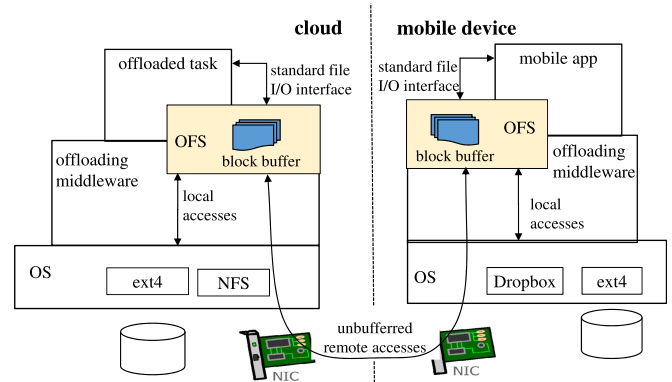 cloud
mobile device
offloaded task
standard file
I/O interface
OFS
block buffer
offloading
middleware
local
accesses
OS
ext4
NFS
standard file
I/O interface
mobile app
OFS
block buffer
offloading
middleware
local
accesses
OS
Dropbox
ext4
unbufferred
remote accesses
NIC
NIC